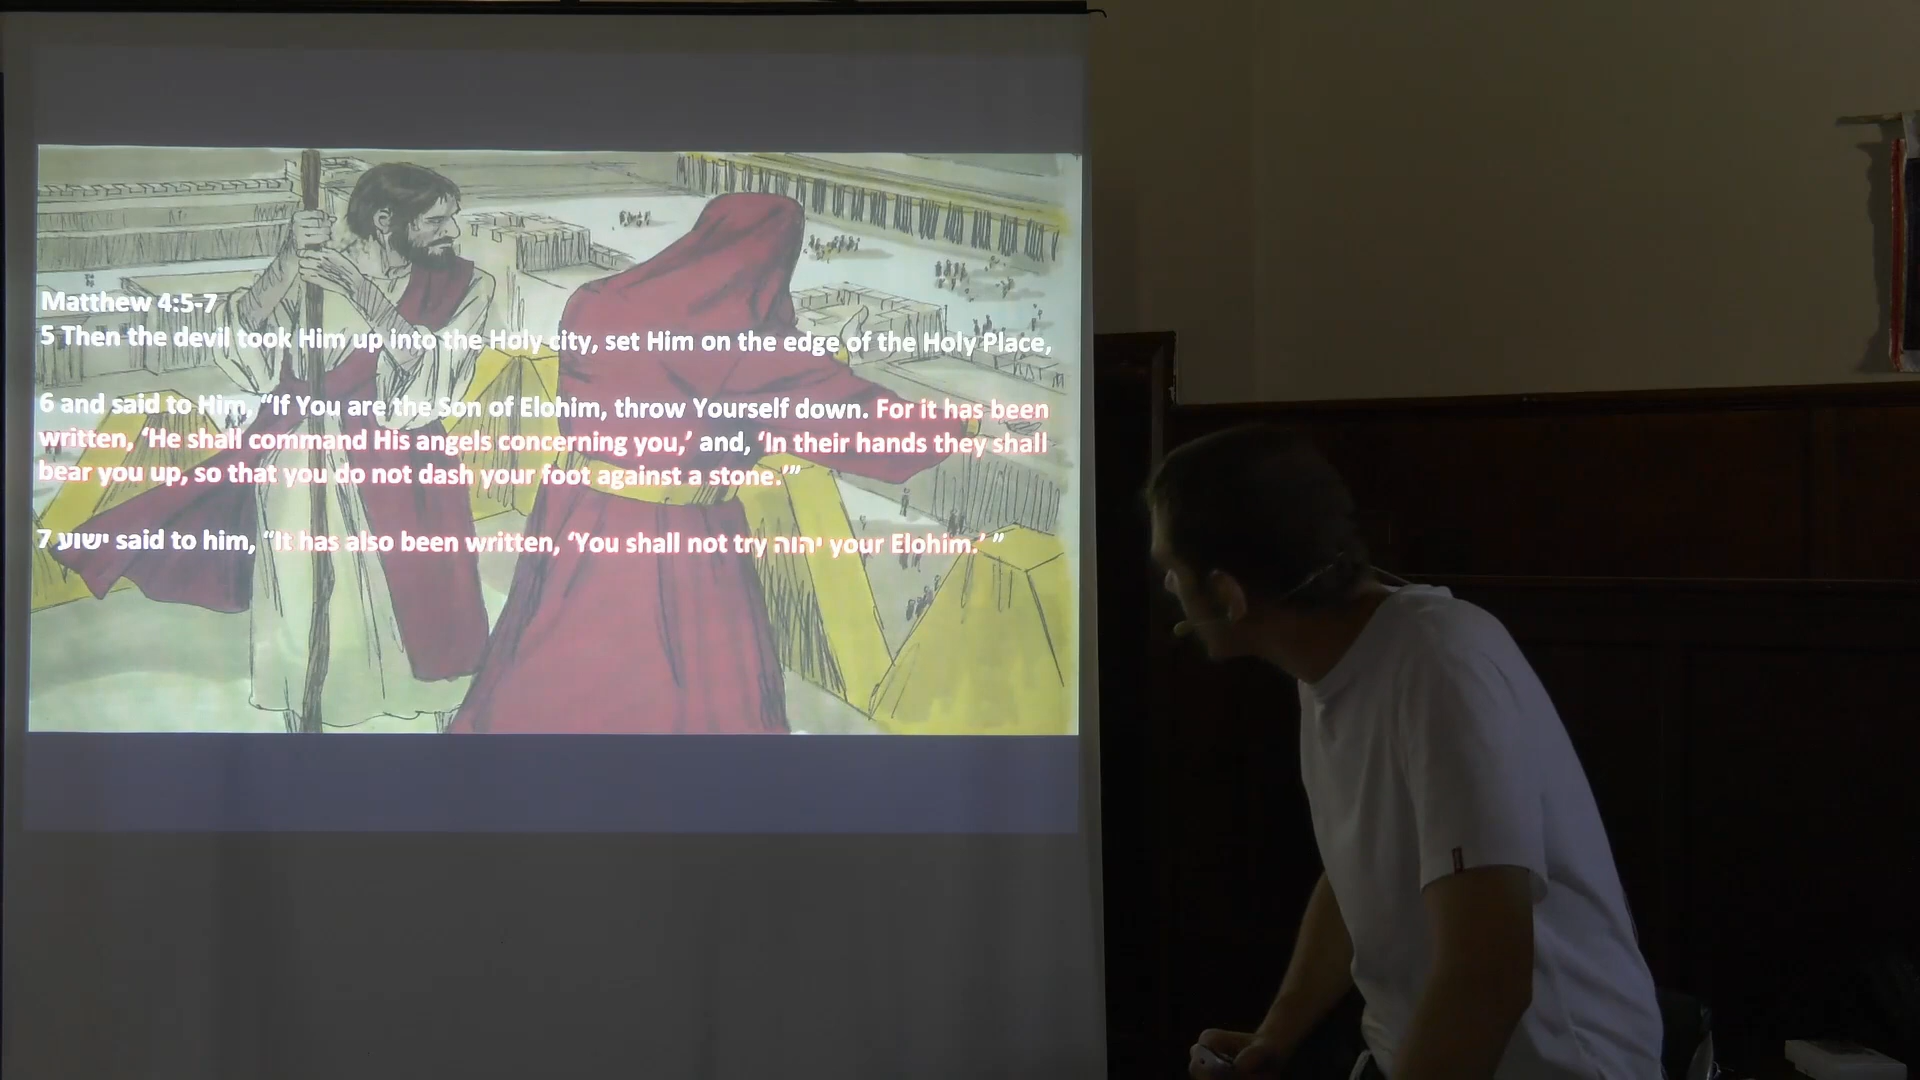 Matthew 4:5-7
5 Then the devil took Him up into the Holy city, set Him on the edge of the Holy Place,
6 and said to Him, “If You are the Son of Elohim, throw Yourself down. For it has been
written, ‘He shall command His angels concerning you,’ and, ‘In their hands they shall
bear you up, so that you do not dash your foot against a stone.’”
7 ישוע said to him, “It has also been written, ‘You shall not try יהוה your Elohim.’ ”